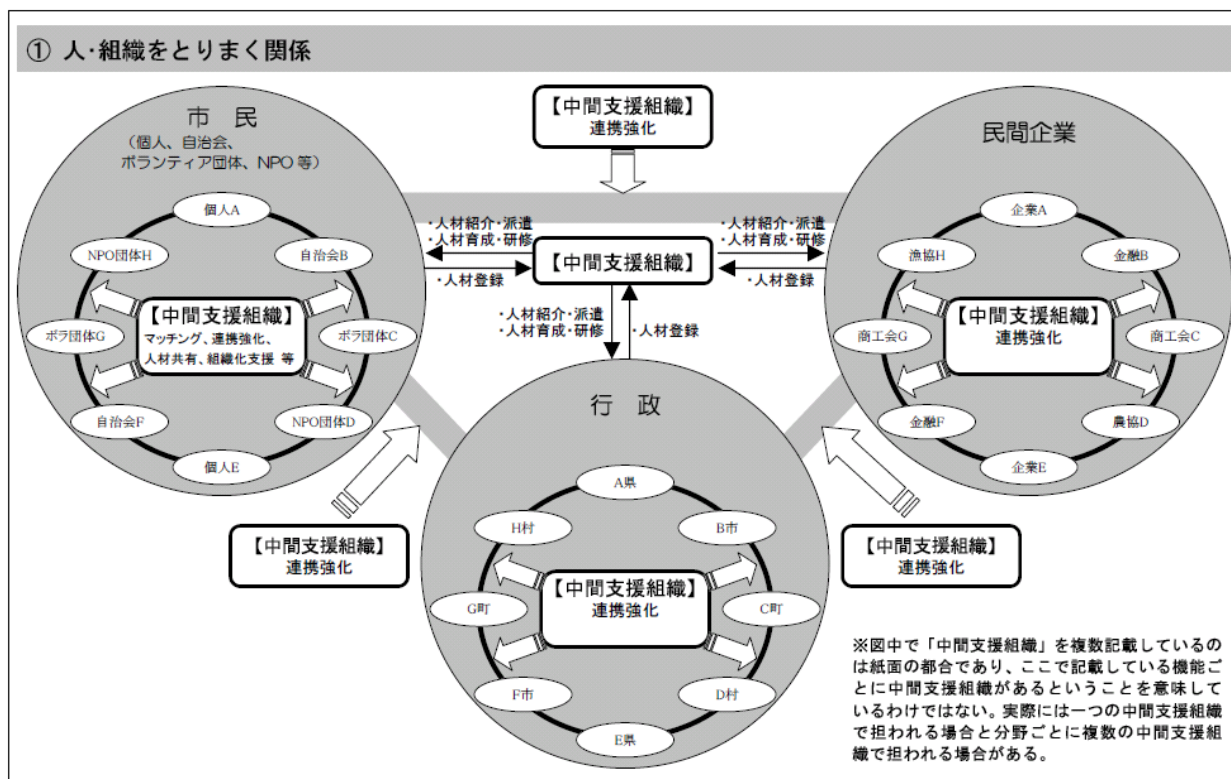 ① 人・組織をとりまく関係
【中間支援組織】
連携強化
市　民
（個人、自治会、
ボランティア団体、NPO 等）
個人A
NPO団体H
自治会B
ボラ団体G
【中間支援組織】
マッチング、連携強化、
人材共有、組織化支援 等
ボラ団体C
自治会F
NPO団体D
個人E
・人材紹介・派遣
・人材育成・研修
・人材登録
【中間支援組織】
・人材紹介・派遣
・人材育成・研修
・人材登録
・人材紹介・派遣
・人材育成・研修
・人材登録
民間企業
企業A
漁協H
金融B
商工会G
【中間支援組織】
連携強化
商工会C
金融F
農協D
企業E
【中間支援組織】
連携強化
行　政
A県
H村
B市
G町
【中間支援組織】
連携強化
C町
F市
D村
E県
【中間支援組織】
連携強化
※図中で「中間支援組織」を複数記載しているの
は紙面の都合であり、ここで記載している機能ご
とに中間支援組織があるということを意味して
いるわけではない。実際には一つの中間支援組織
で担われる場合と分野ごとに複数の中間支援組
織で担われる場合がある。